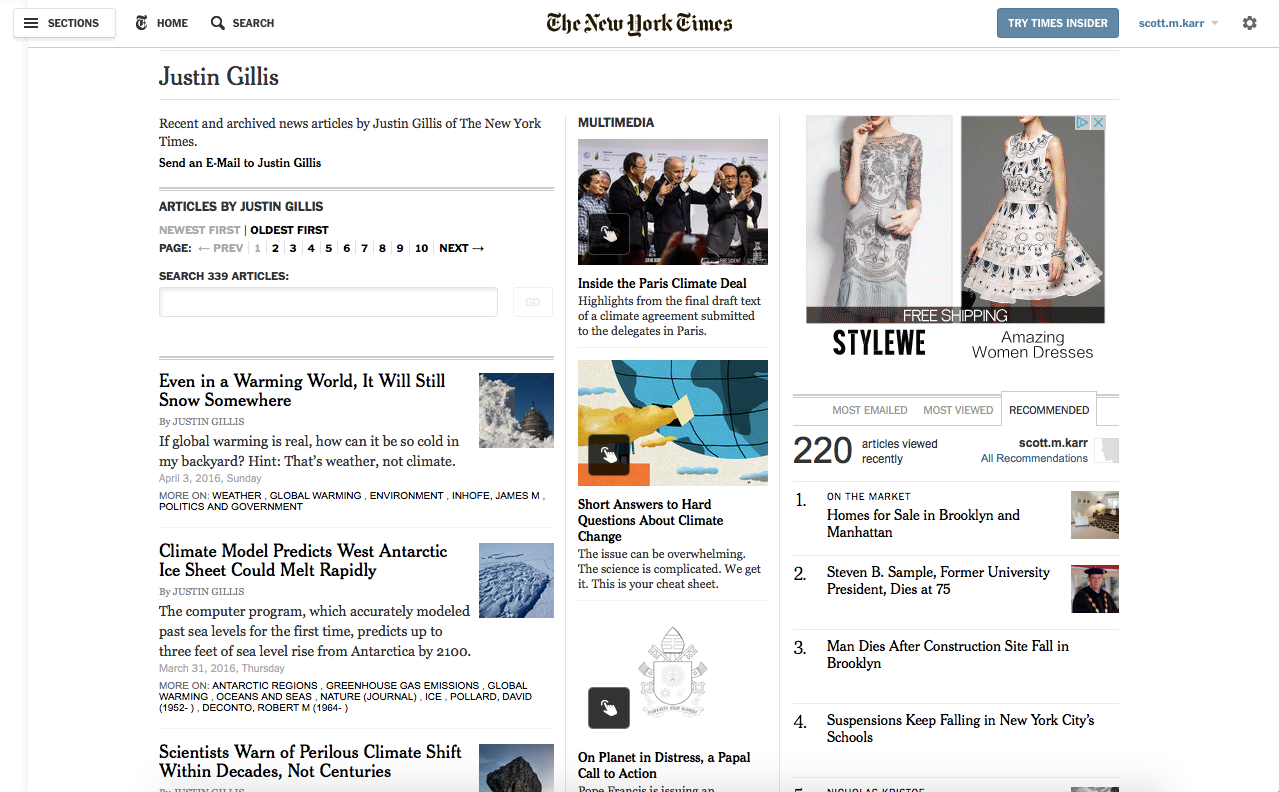 SECTIONS
HOME
SEARCH
The New York Times
TRY TIMES INSIDER
scott.m.karr
Justin Gillis
Recent and archived news articles by Justin Gillis of The New York
Times.
Send an E-Mail to Justin Gillis
ARTICLES BY JUSTIN GILLIS
NEWEST FIRST | OLDEST FIRST
PAGE: ← PREV | 1 | 2 | 3 | 4 | 5 | 6 | 7 | 8 | 9 | 10 | NEXT →
SEARCH 339 ARTICLES:
GO
Even in a Warming World, It Will Still
Snow Somewhere
By JUSTIN GILLIS
If global warming is real, how can it be so cold in
my backyard? Hint: That's weather, not climate.
April 3, 2016, Sunday
MORE ON: WEATHER , GLOBAL WARMING , ENVIRONMENT , INHOFE, JAMES M ,
POLITICS AND GOVERNMENT
Climate Model Predicts West Antarctic
Ice Sheet Could Melt Rapidly
By JUSTIN GILLIS
The computer program, which accurately modeled
past sea levels for the first time, predicts up to
three feet of sea level rise from Antarctica by 2100.
March 31, 2016, Thursday
MORE ON: ANTARCTIC REGIONS , GREENHOUSE GAS EMISSIONS , GLOBAL
WARMING , OCEANS AND SEAS , NATURE (JOURNAL) , ICE , POLLARD, DAVID
(1952- ) , DECONTO, ROBERT M (1964- )
Scientists Warn of Perilous Climate Shift
Within Decades, Not Centuries
By JUSTIN GILLIS
MULTIMEDIA
Inside the Paris Climate Deal
Highlights from the final draft text
of a climate agreement submitted
to the delegates in Paris.
Short Answers to Hard
Questions About Climate
Change
The issue can be overwhelming.
The science is complicated. We get
it. This is your cheat sheet.
On Planet in Distress, a Papal
Call to Action
Pope Francis is issuing an
FREE SHIPPING
STYLEWE
Amazing
Women Dresses
MOST EMAILED
MOST VIEWED
RECOMMENDED
220
articles viewed
recently
scott.m.karr
All Recommendations
1.
ON THE MARKET
Homes for Sale in Brooklyn and
Manhattan
2.
Steven B. Sample, Former University
President, Dies at 75
3.
Man Dies After Construction Site Fall in
Brooklyn
4.
Suspensions Keep Falling in New York City's
Schools
5.
NICHOLAS KRISTOF